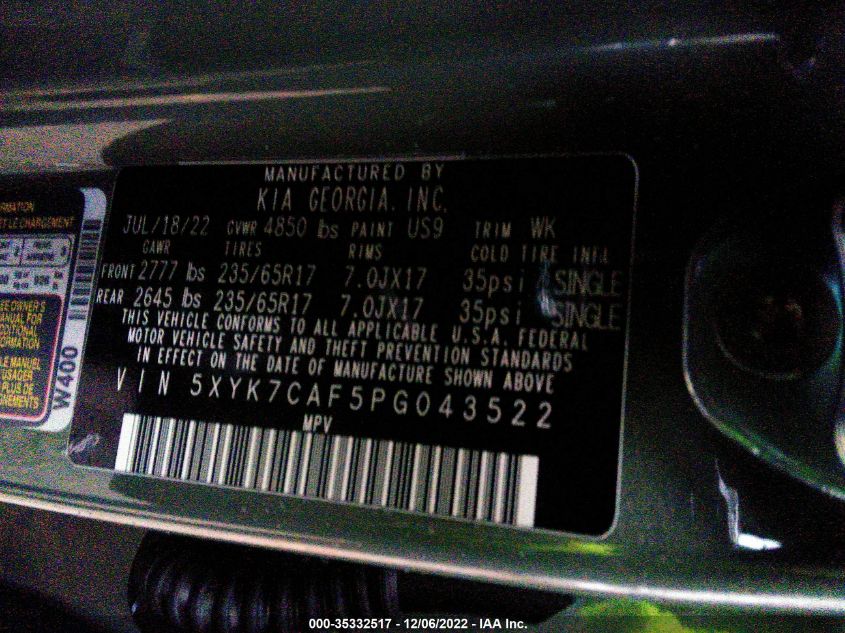 MANUFACTURED BY
KIA GEORGIA, INC.
JUL/18/22 GVWR 4850 lbs PAINT US9 TRIM WK
GAWR TIRES RIMS COLD TIRE INFL
FRONT 2777 lbs 235/65R17 7.0JX17 35psi SINGLE
REAR 2645 lbs 235/65R17 7.0JX17 35psi SINGLE
THIS VEHICLE CONFORMS TO ALL APPLICABLE U.S.A. FEDERAL
MOTOR VEHICLE SAFETY AND THEFT PREVENTION STANDARDS
IN EFFECT ON THE DATE OF MANUFACTURE SHOWN ABOVE
VIN 5XYK7CAF5PG043522
MPV
W400
000-35332517 - 12/06/2022 - IAA Inc.